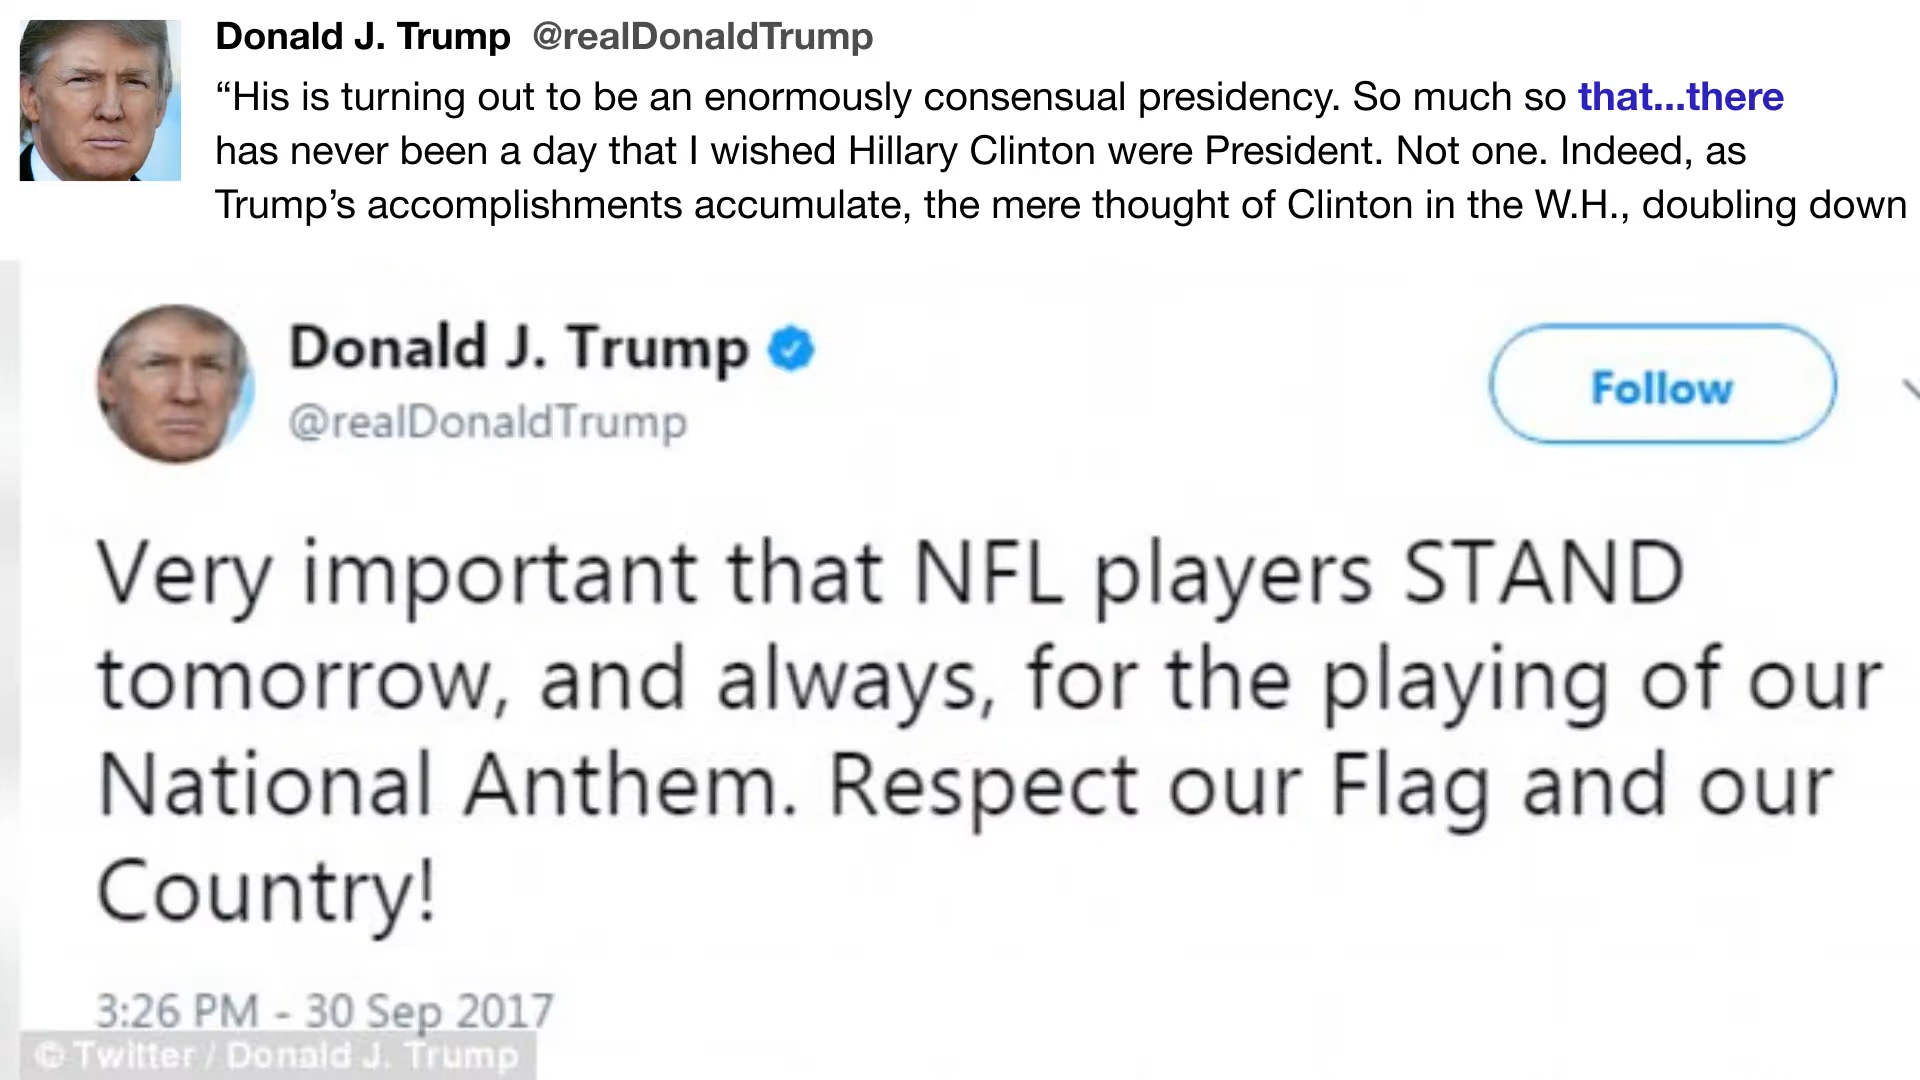 Donald J. Trump @realDonaldTrump
“His is turning out to be an enormously consensual presidency. So much so that...there
has never been a day that I wished Hillary Clinton were President. Not one. Indeed, as
Trump’s accomplishments accumulate, the mere thought of Clinton in the W.H., doubling down
Donald J. Trump
Follow
@realDonaldTrump
Very important that NFL players STAND
tomorrow, and always, for the playing of our
National Anthem. Respect our Flag and our
Country!
3:26 PM - 30 Sep 2017
© Twitter / Donald J. Trump